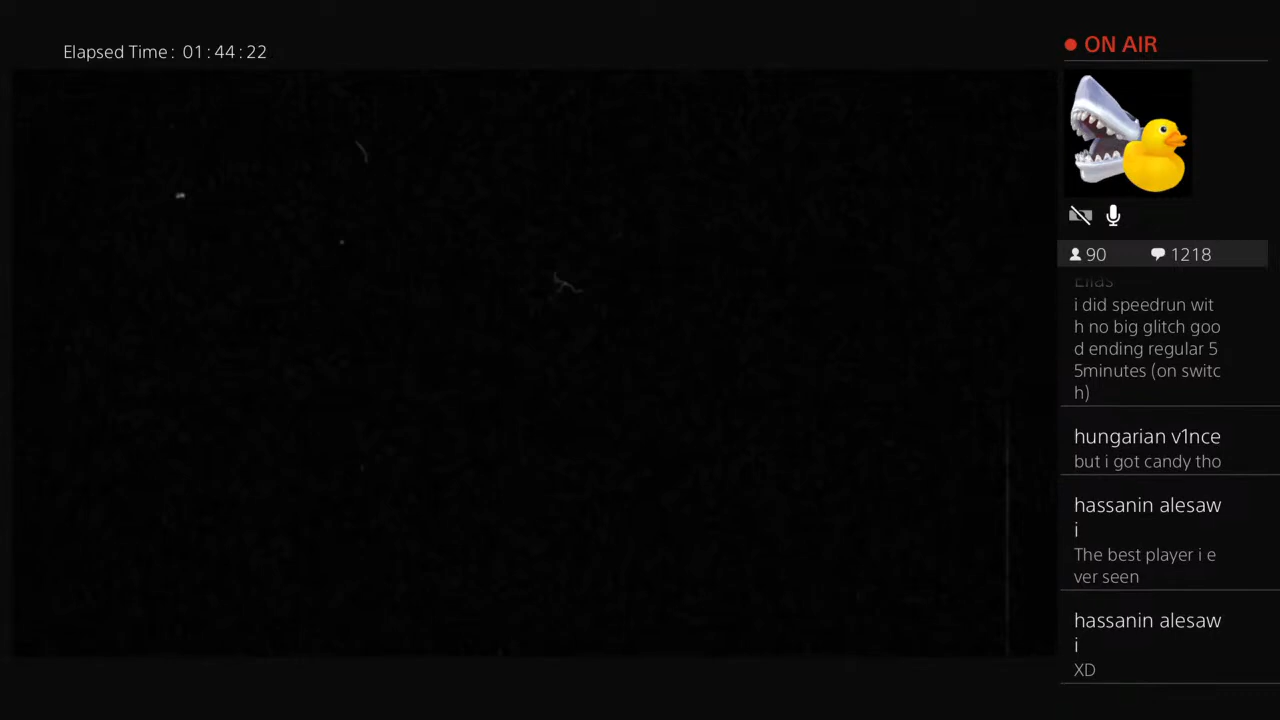 Elapsed Time: 01:44:22
ON AIR
90 1218
Elias
i did speedrun wit
h no big glitch goo
d ending regular 5
5minutes (on switc
h)
hungarian v1nce
but i got candy tho
hassanin alesaw
i
The best player i e
ver seen
hassanin alesaw
i
XD